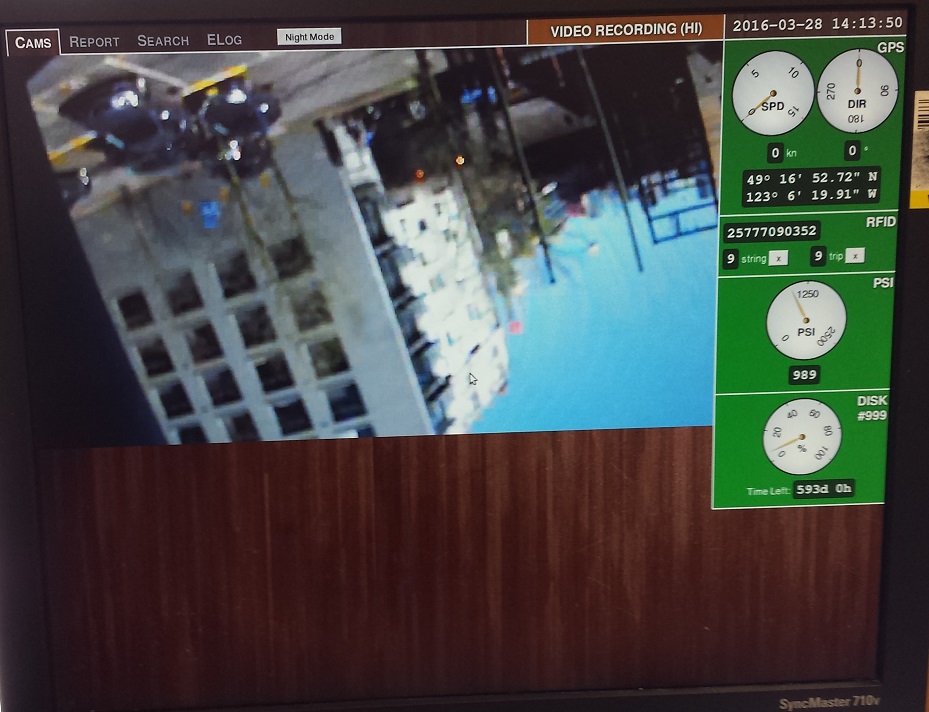 CAMS REPORT SEARCH ELOG Night Mode VIDEO RECORDING (HI) 2016-03-28 14:13:50
GPS
5 10
0 SPD 15
0
270 DIR 90
180
0 kn 0 °
49° 16' 52.72" N
123° 6' 19.91" W
RFID
25777090352
9 string x 9 trip x
PSI
1250
PSI
0 2500
989
DISK
#999
40 60
20 80
0 % 100
Time Left: 593d 0h
SyncMaster 710v